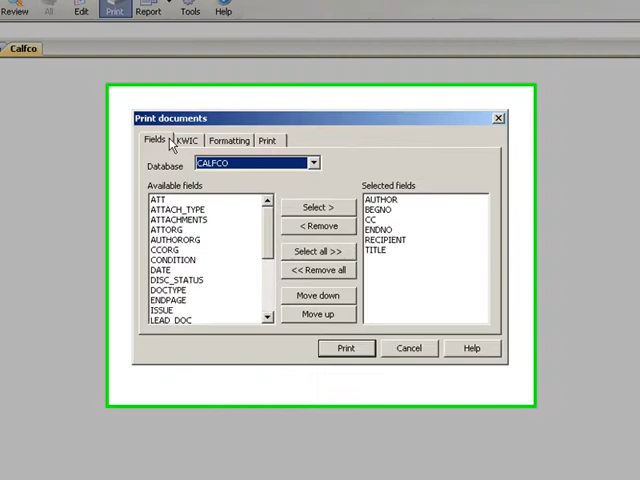 Review All Edit Print Report Tools Help
Calfco
Print documents
Fields KWIC Formatting Print
Database CALFCO
Available fields
ATT
ATTACH_TYPE
ATTACHMENTS
ATTORG
AUTHORORG
CCORG
CONDITION
DATE
DISC_STATUS
DOCTYPE
ENDPAGE
ISSUE
LEAD_DOC
Select >
< Remove
Select all >>
<< Remove all
Move down
Move up
Selected fields
AUTHOR
BEGNO
CC
ENDNO
RECIPIENT
TITLE
Print Cancel Help